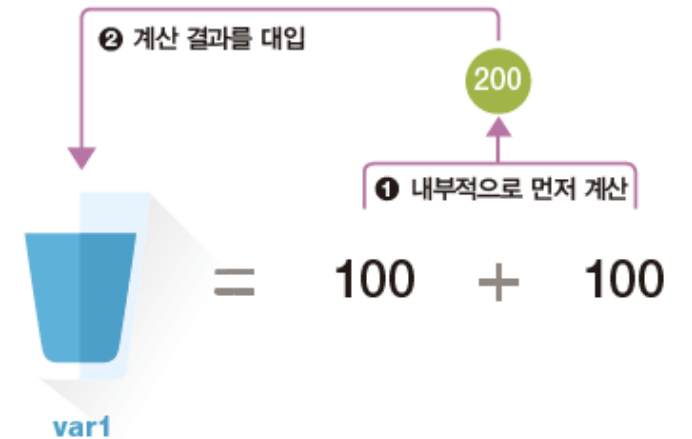 ❷ 계산 결과를 대입
200
❶ 내부적으로 먼저 계산
= 100 + 100
var1